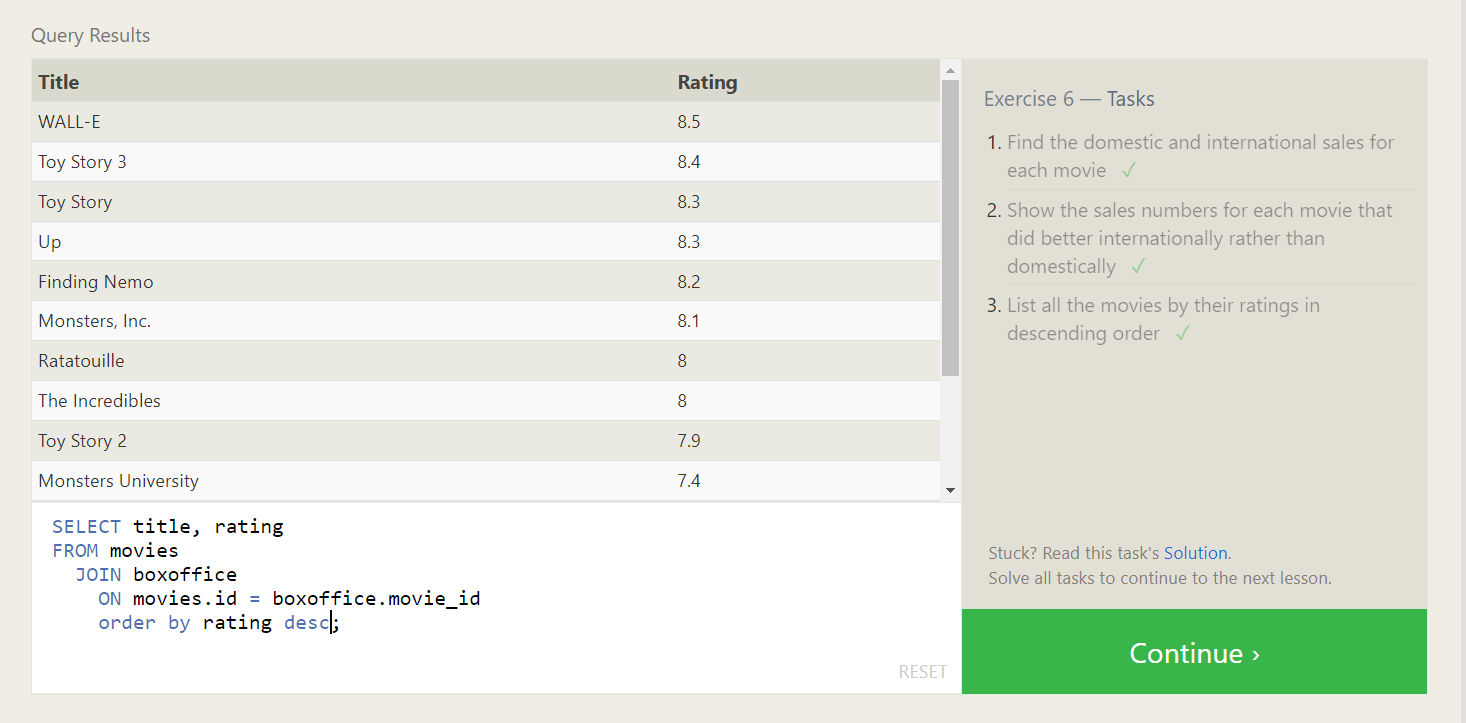 Query Results
Title Rating
WALL-E 8.5
Toy Story 3 8.4
Toy Story 8.3
Up 8.3
Finding Nemo 8.2
Monsters, Inc. 8.1
Ratatouille 8
The Incredibles 8
Toy Story 2 7.9
Monsters University 7.4
SELECT title, rating
FROM movies
JOIN boxoffice
ON movies.id = boxoffice.movie_id
order by rating desc;
RESET
Exercise 6 — Tasks
1. Find the domestic and international sales for
each movie ✓
2. Show the sales numbers for each movie that
did better internationally rather than
domestically ✓
3. List all the movies by their ratings in
descending order ✓
Stuck? Read this task's Solution.
Solve all tasks to continue to the next lesson.
Continue ›